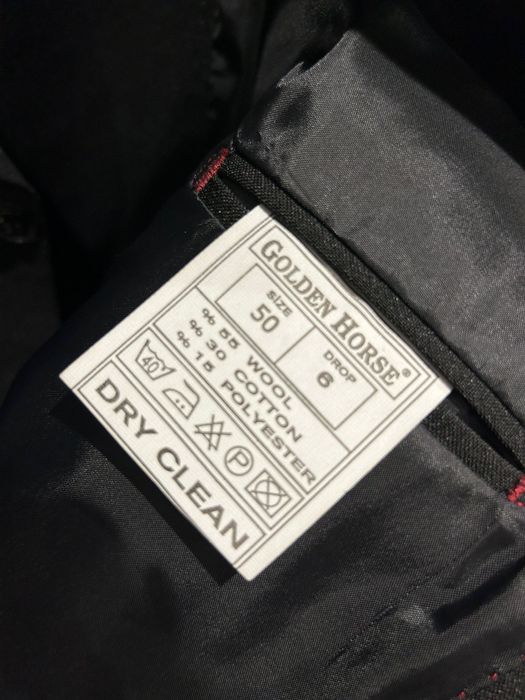 GOLDEN HORSE®
SIZE DROP
50 6
% 55 WOOL
% 30 COTTON
% 15 POLYESTER
40 P
DRY CLEAN